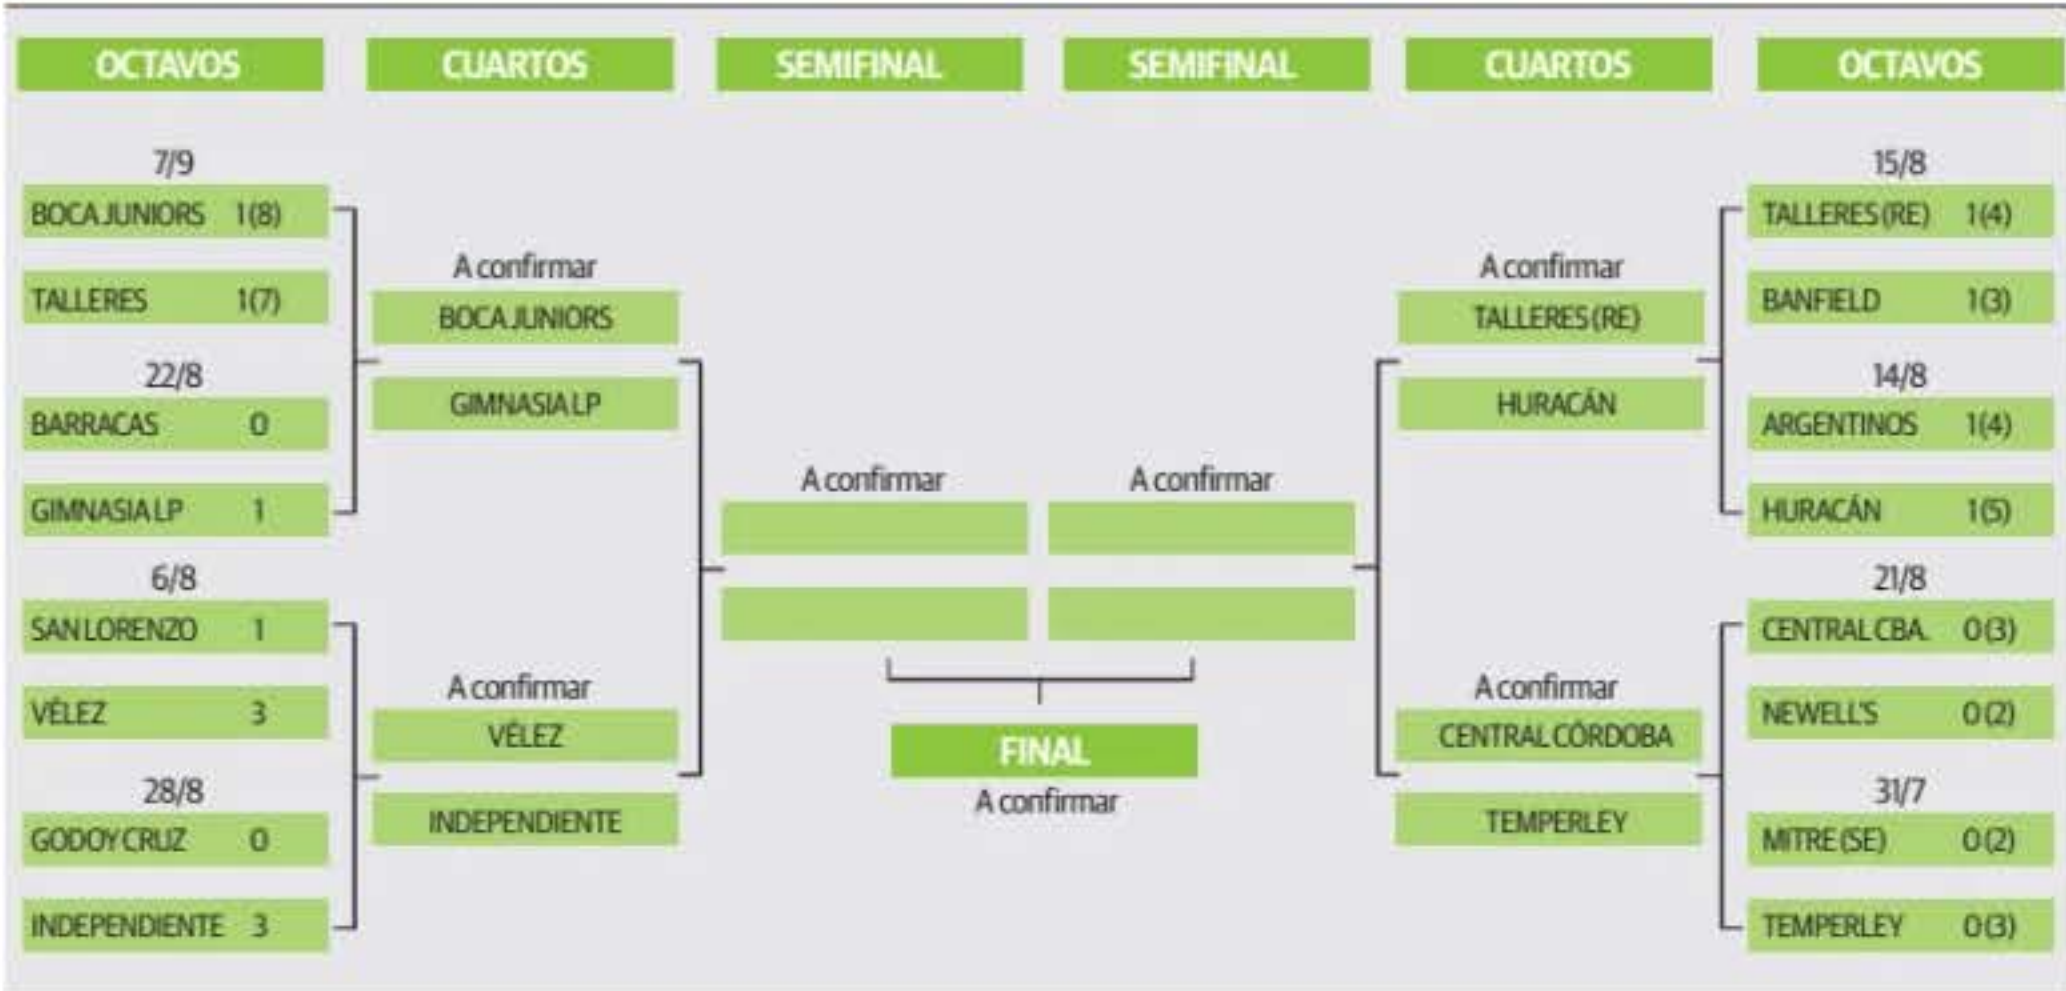 OCTAVOS CUARTOS SEMIFINAL SEMIFINAL CUARTOS OCTAVOS
7/9
BOCA JUNIORS 1(8)
TALLERES 1(7)
22/8
BARRACAS 0
GIMNASIA LP 1
6/8
SAN LORENZO 1
VÉLEZ 3
28/8
GODOY CRUZ 0
INDEPENDIENTE 3
A confirmar
BOCA JUNIORS
GIMNASIA LP
A confirmar
VÉLEZ
INDEPENDIENTE
A confirmar
A confirmar
FINAL
A confirmar
A confirmar
TALLERES (RE)
HURACÁN
A confirmar
CENTRAL CÓRDOBA
TEMPERLEY
15/8
TALLERES (RE) 1(4)
BANFIELD 1(3)
14/8
ARGENTINOS 1(4)
HURACÁN 1(5)
21/8
CENTRAL CBA. 0(3)
NEWELL'S 0(2)
31/7
MITRE (SE) 0(2)
TEMPERLEY 0(3)